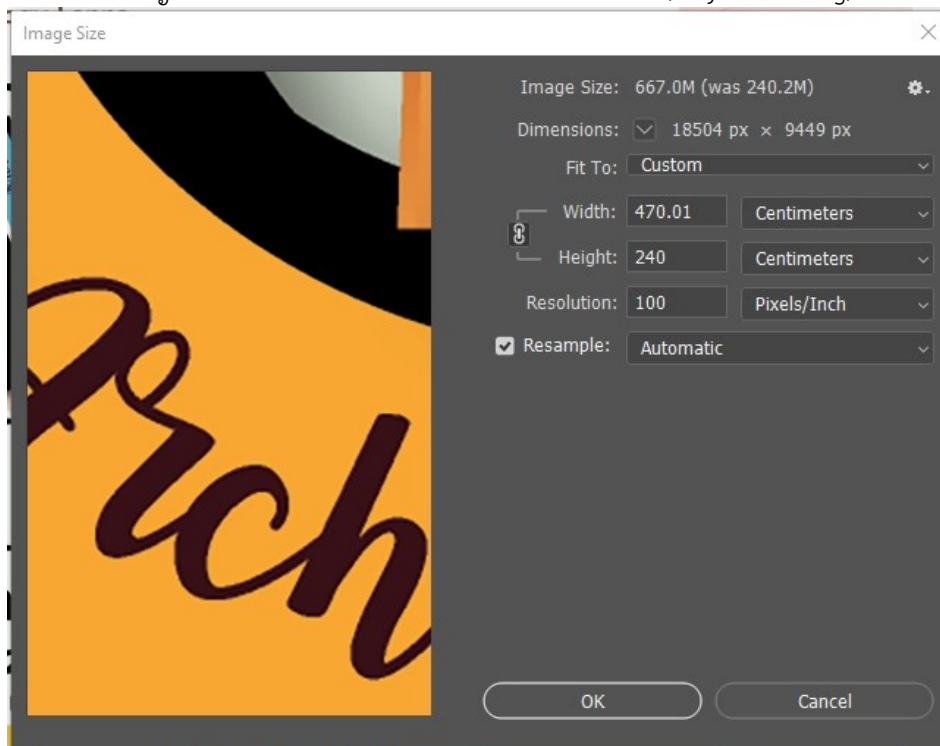 Image Size
Image Size: 667.0M (was 240.2M)
Dimensions: 18504 px × 9449 px
Fit To: Custom
Width: 470.01 Centimeters
Height: 240 Centimeters
Resolution: 100 Pixels/Inch
Resample: Automatic
rch
OK Cancel